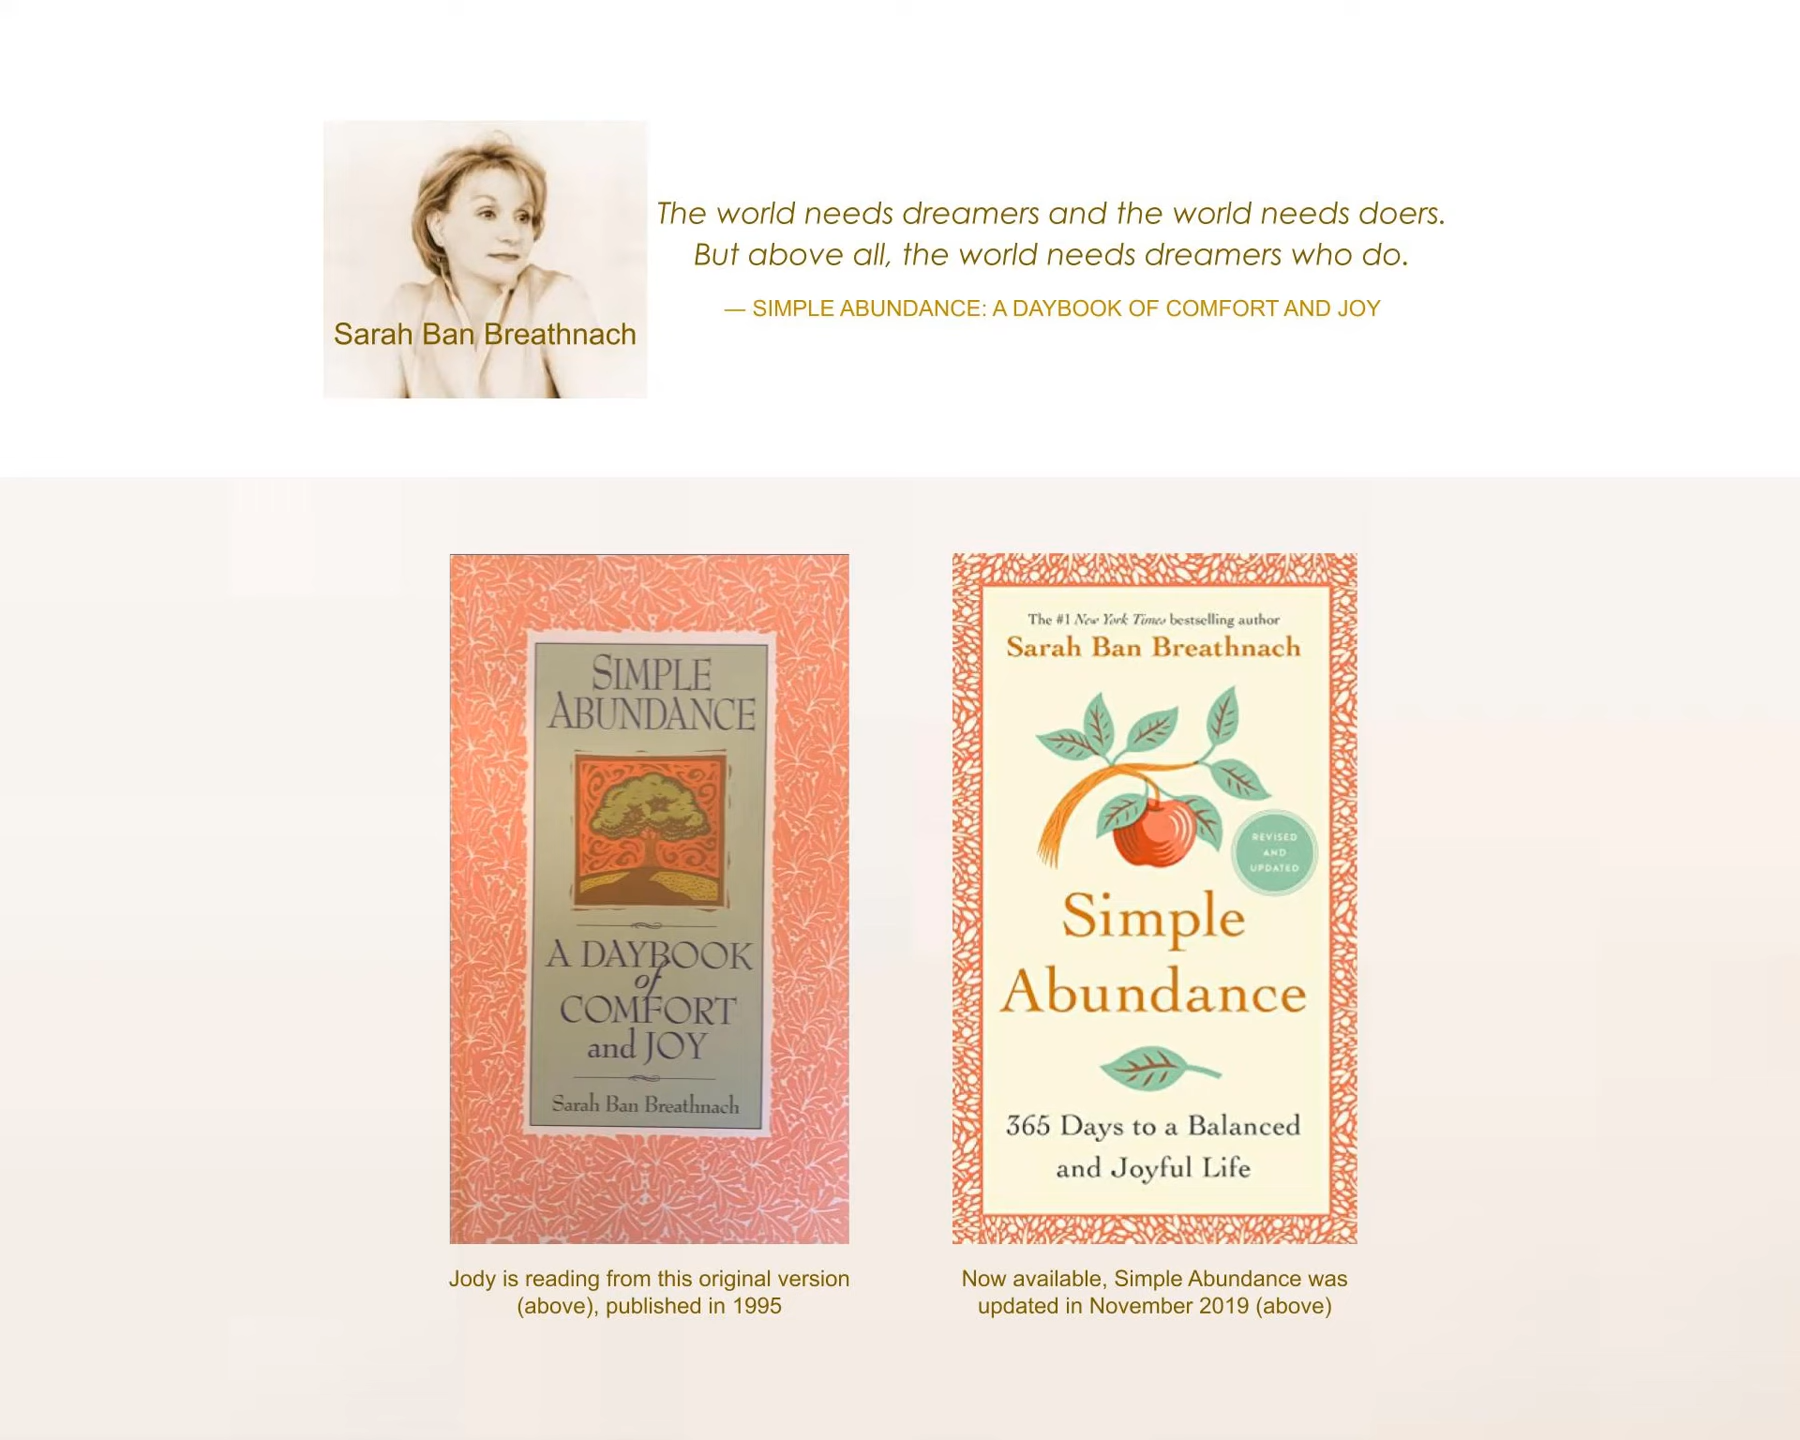 The world needs dreamers and the world needs doers.
But above all, the world needs dreamers who do.
— SIMPLE ABUNDANCE: A DAYBOOK OF COMFORT AND JOY
Sarah Ban Breathnach
SIMPLE
ABUNDANCE
A DAYBOOK
of
COMFORT
and JOY
Sarah Ban Breathnach
Jody is reading from this original version
(above), published in 1995
The #1 New York Times bestselling author
Sarah Ban Breathnach
REVISED
AND
UPDATED
Simple
Abundance
365 Days to a Balanced
and Joyful Life
Now available, Simple Abundance was
updated in November 2019 (above)